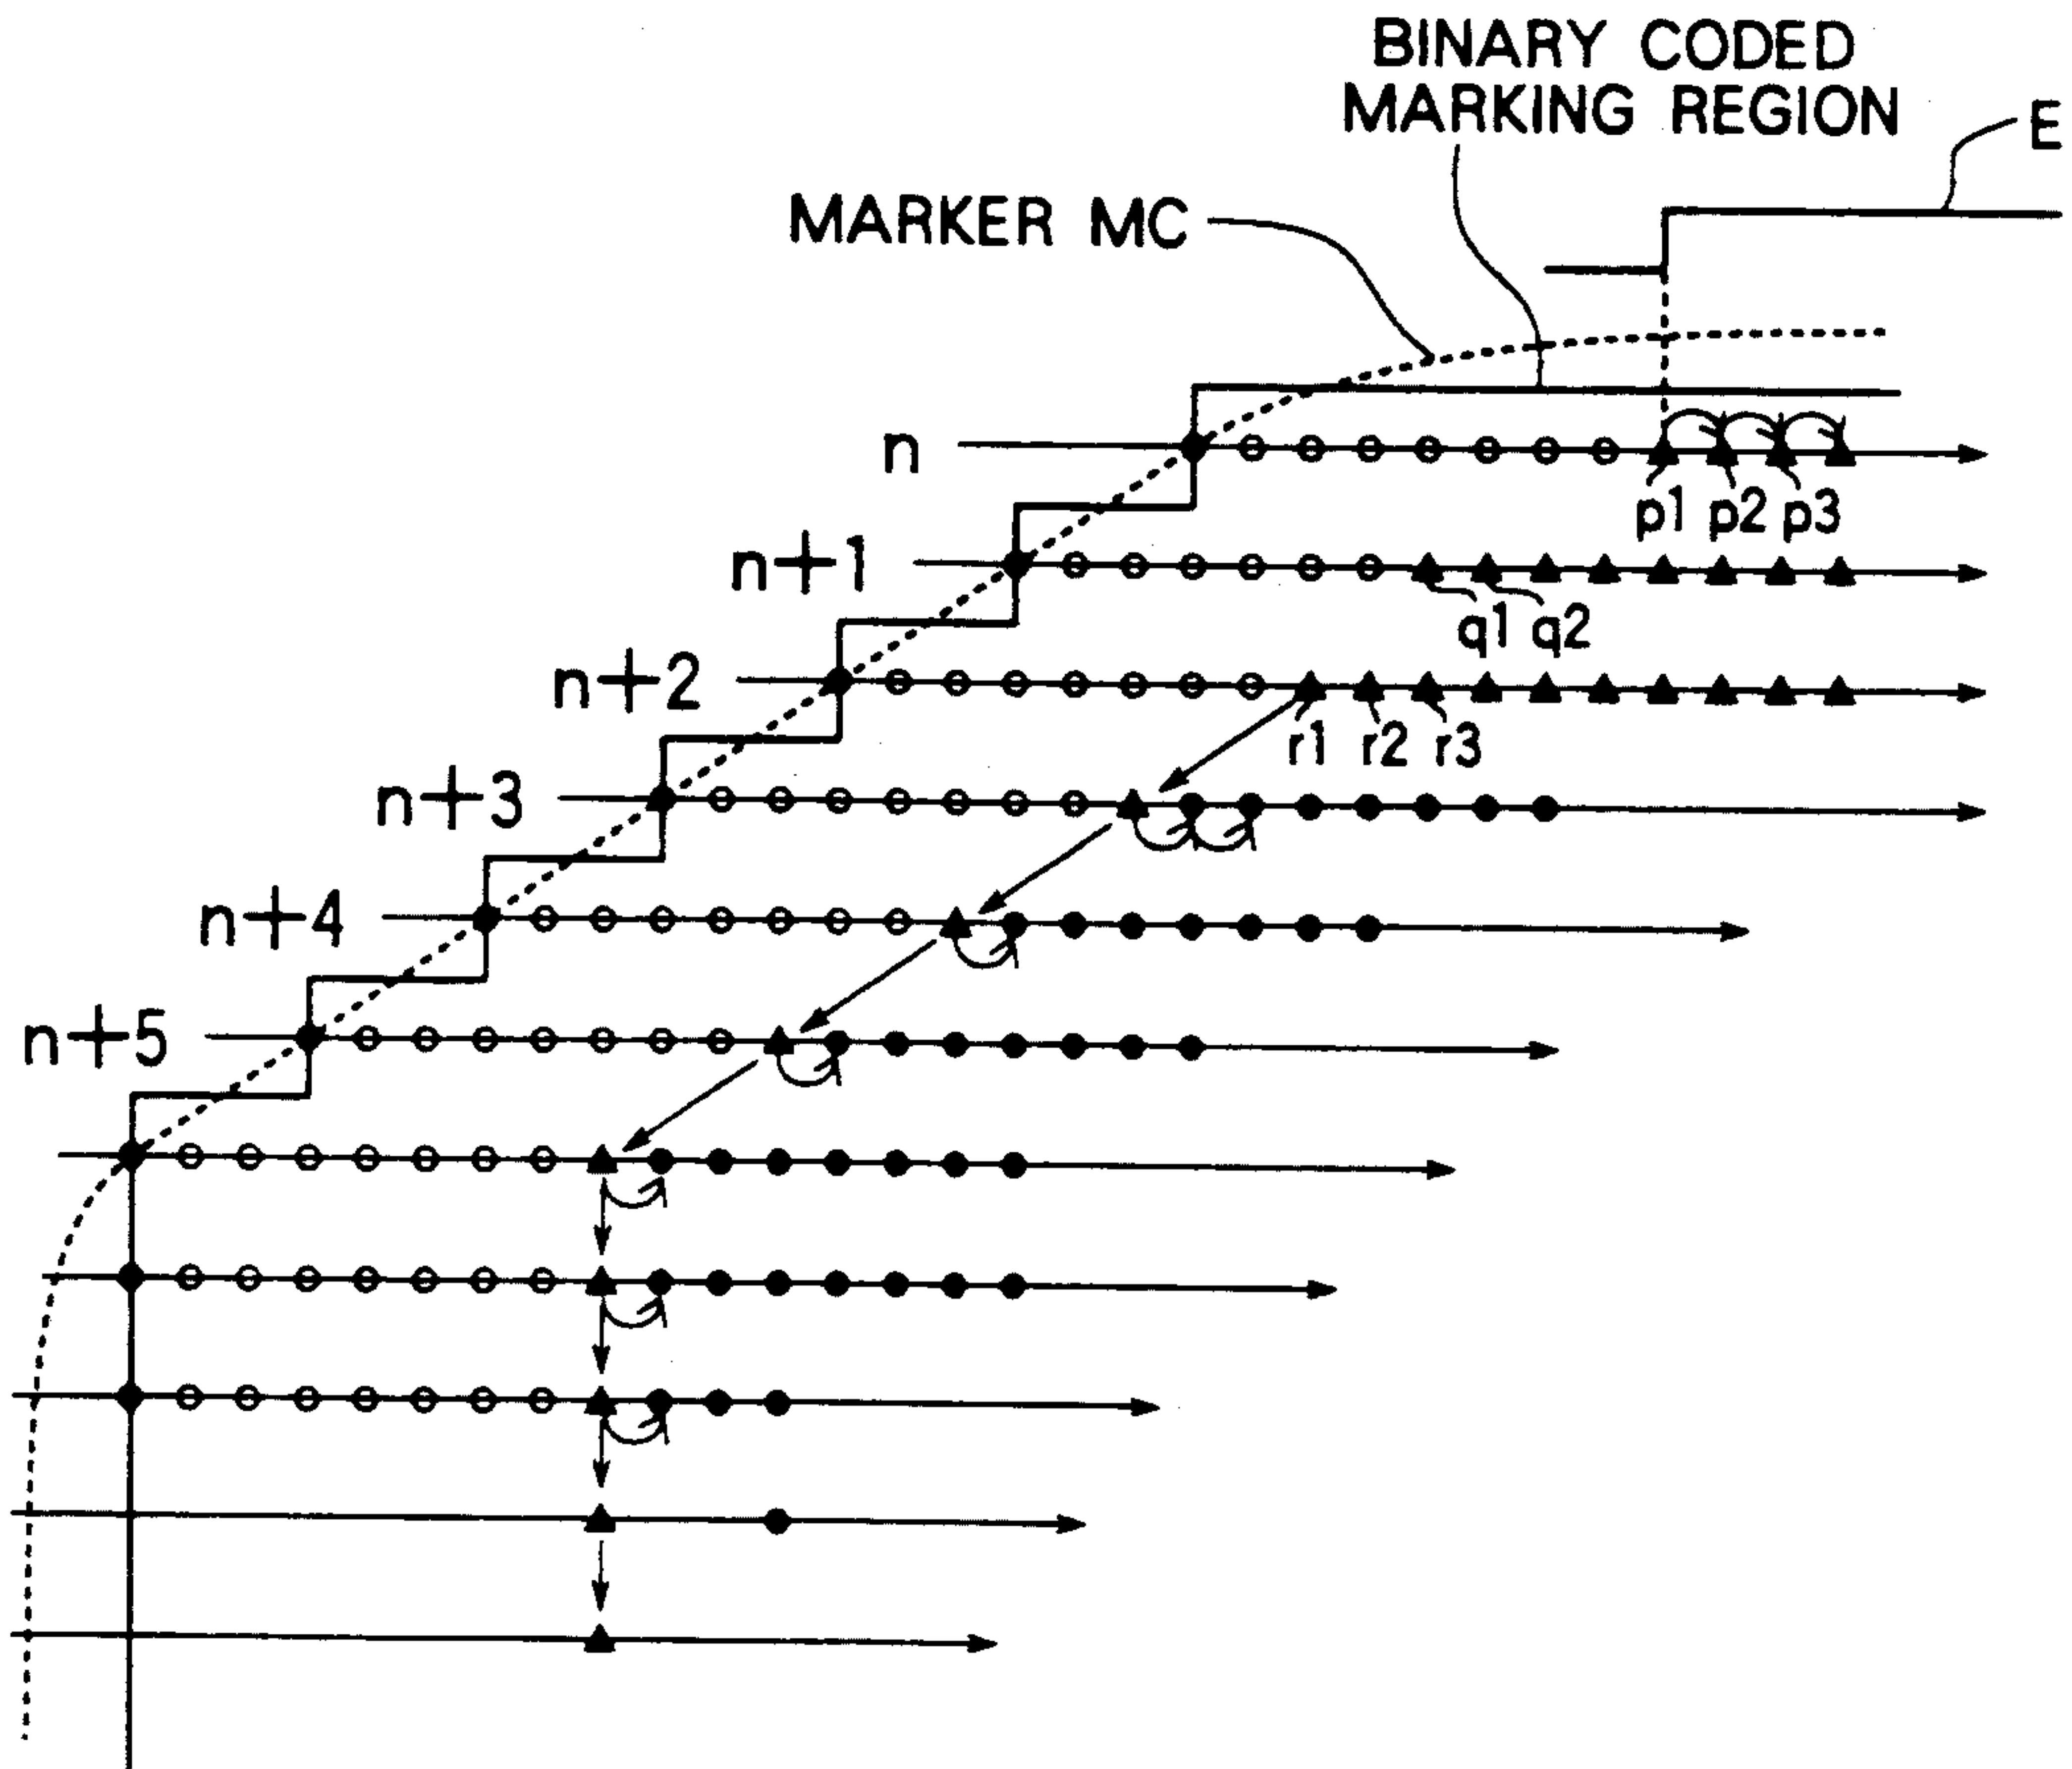 BINARY CODED
MARKING REGION
E
MARKER MC
n
p1 p2 p3
n+1
q1 q2
n+2
r1 r2 r3
n+3
n+4
n+5